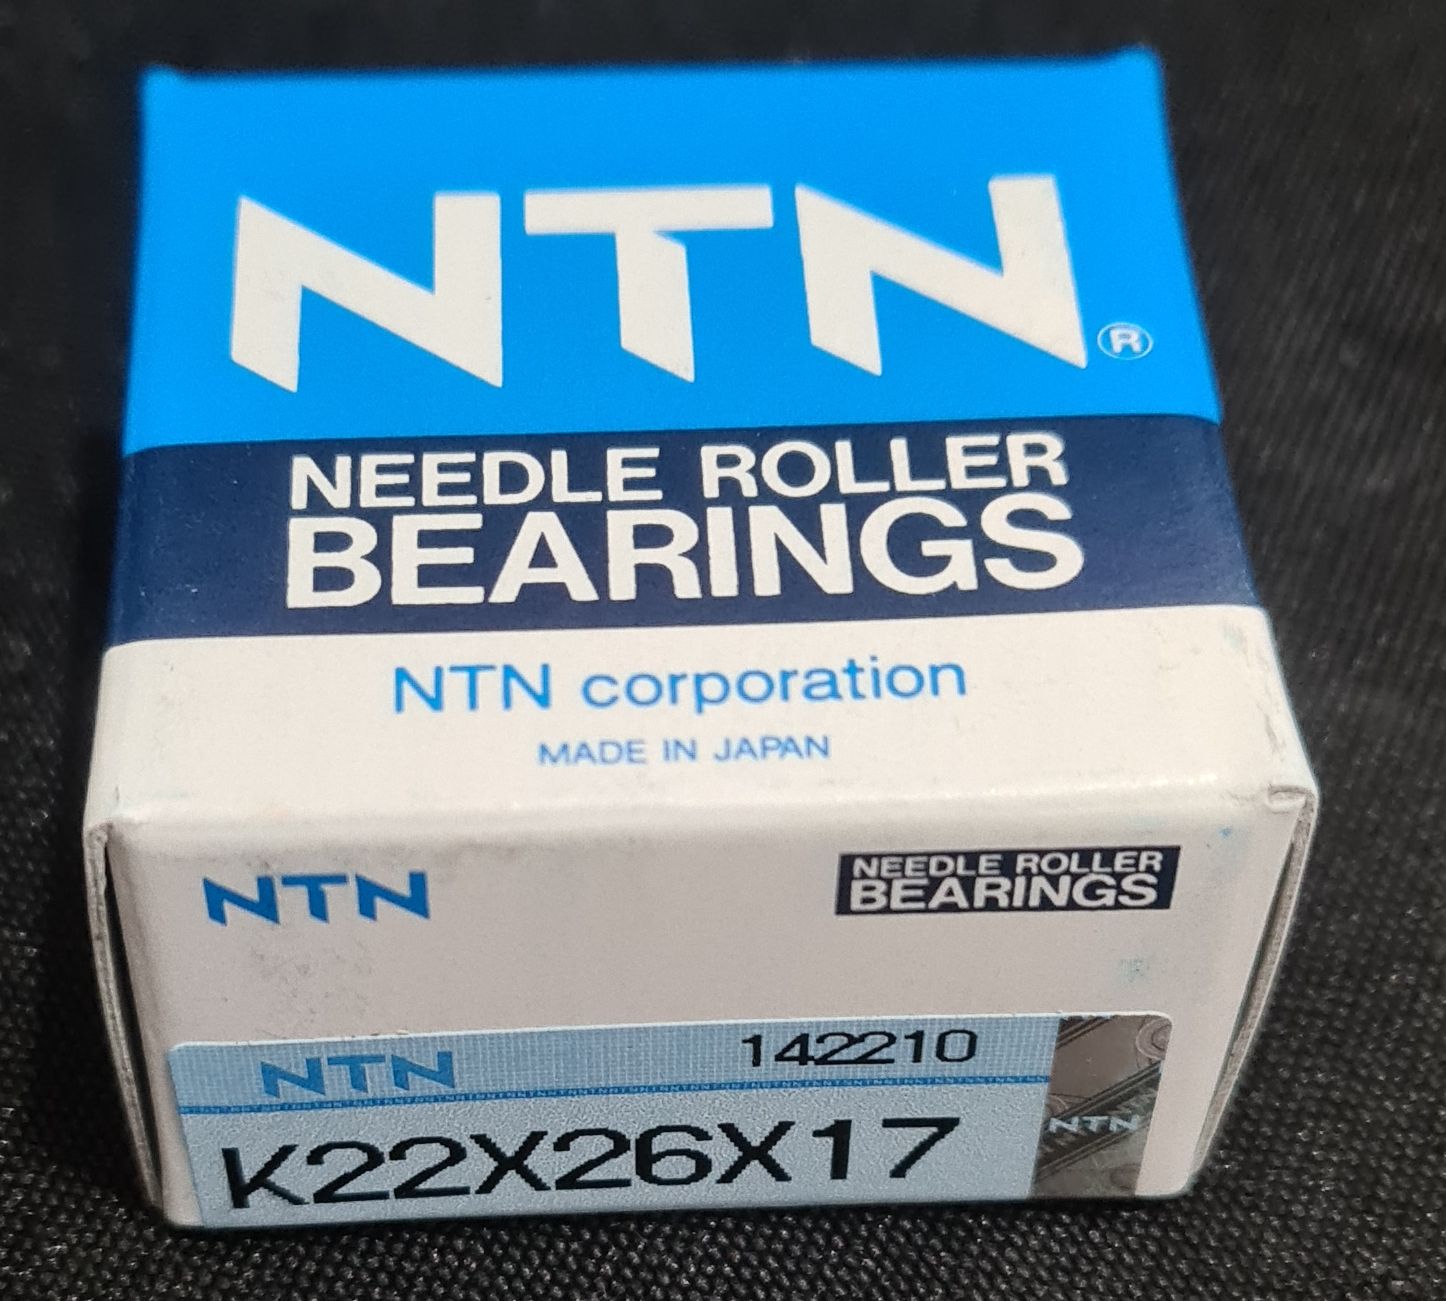 NTN®
NEEDLE ROLLER
BEARINGS
NTN corporation
MADE IN JAPAN
NTN
NEEDLE ROLLER
BEARINGS
NTN
142210
K22X26X17
NTN